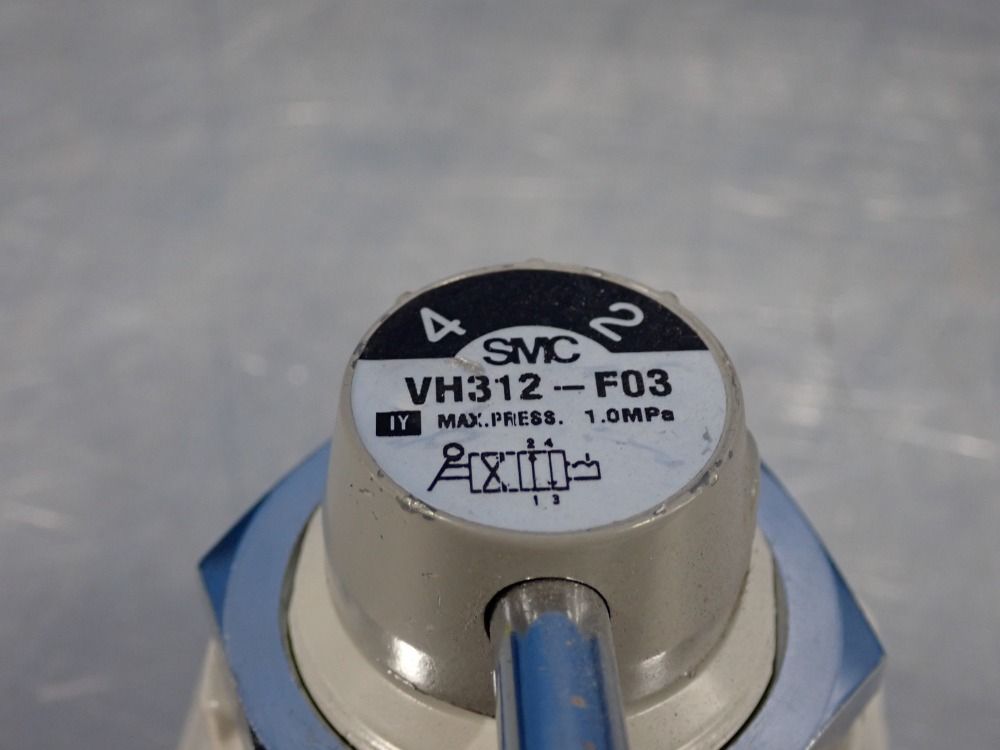 4 2
SMC
VH312-F03
IY MAX.PRESS. 1.0MPa
2 4
1 3